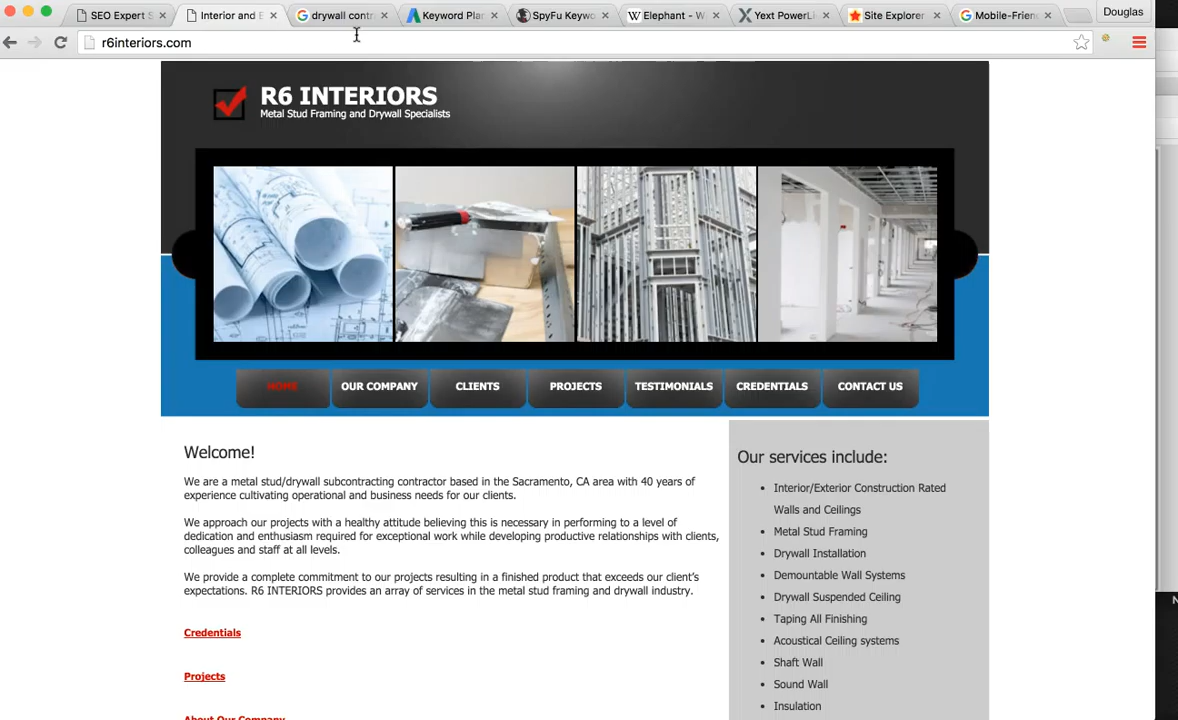 SEO Expert S
Interior and E
drywall contr
Keyword Plan
SpyFu Keywo
Elephant - W
Yext PowerLi
Site Explorer
Mobile-Frien
Douglas
r6interiors.com
R6 INTERIORS
Metal Stud Framing and Drywall Specialists
HOME
OUR COMPANY
CLIENTS
PROJECTS
TESTIMONIALS
CREDENTIALS
CONTACT US
Welcome!
We are a metal stud/drywall subcontracting contractor based in the Sacramento, CA area with 40 years of
experience cultivating operational and business needs for our clients.
We approach our projects with a healthy attitude believing this is necessary in performing to a level of
dedication and enthusiasm required for exceptional work while developing productive relationships with clients,
colleagues and staff at all levels.
We provide a complete commitment to our projects resulting in a finished product that exceeds our client's
expectations. R6 INTERIORS provides an array of services in the metal stud framing and drywall industry.
Credentials
Projects
About Our Company
Our services include:
Interior/Exterior Construction Rated
Walls and Ceilings
Metal Stud Framing
Drywall Installation
Demountable Wall Systems
Drywall Suspended Ceiling
Taping All Finishing
Acoustical Ceiling systems
Shaft Wall
Sound Wall
Insulation